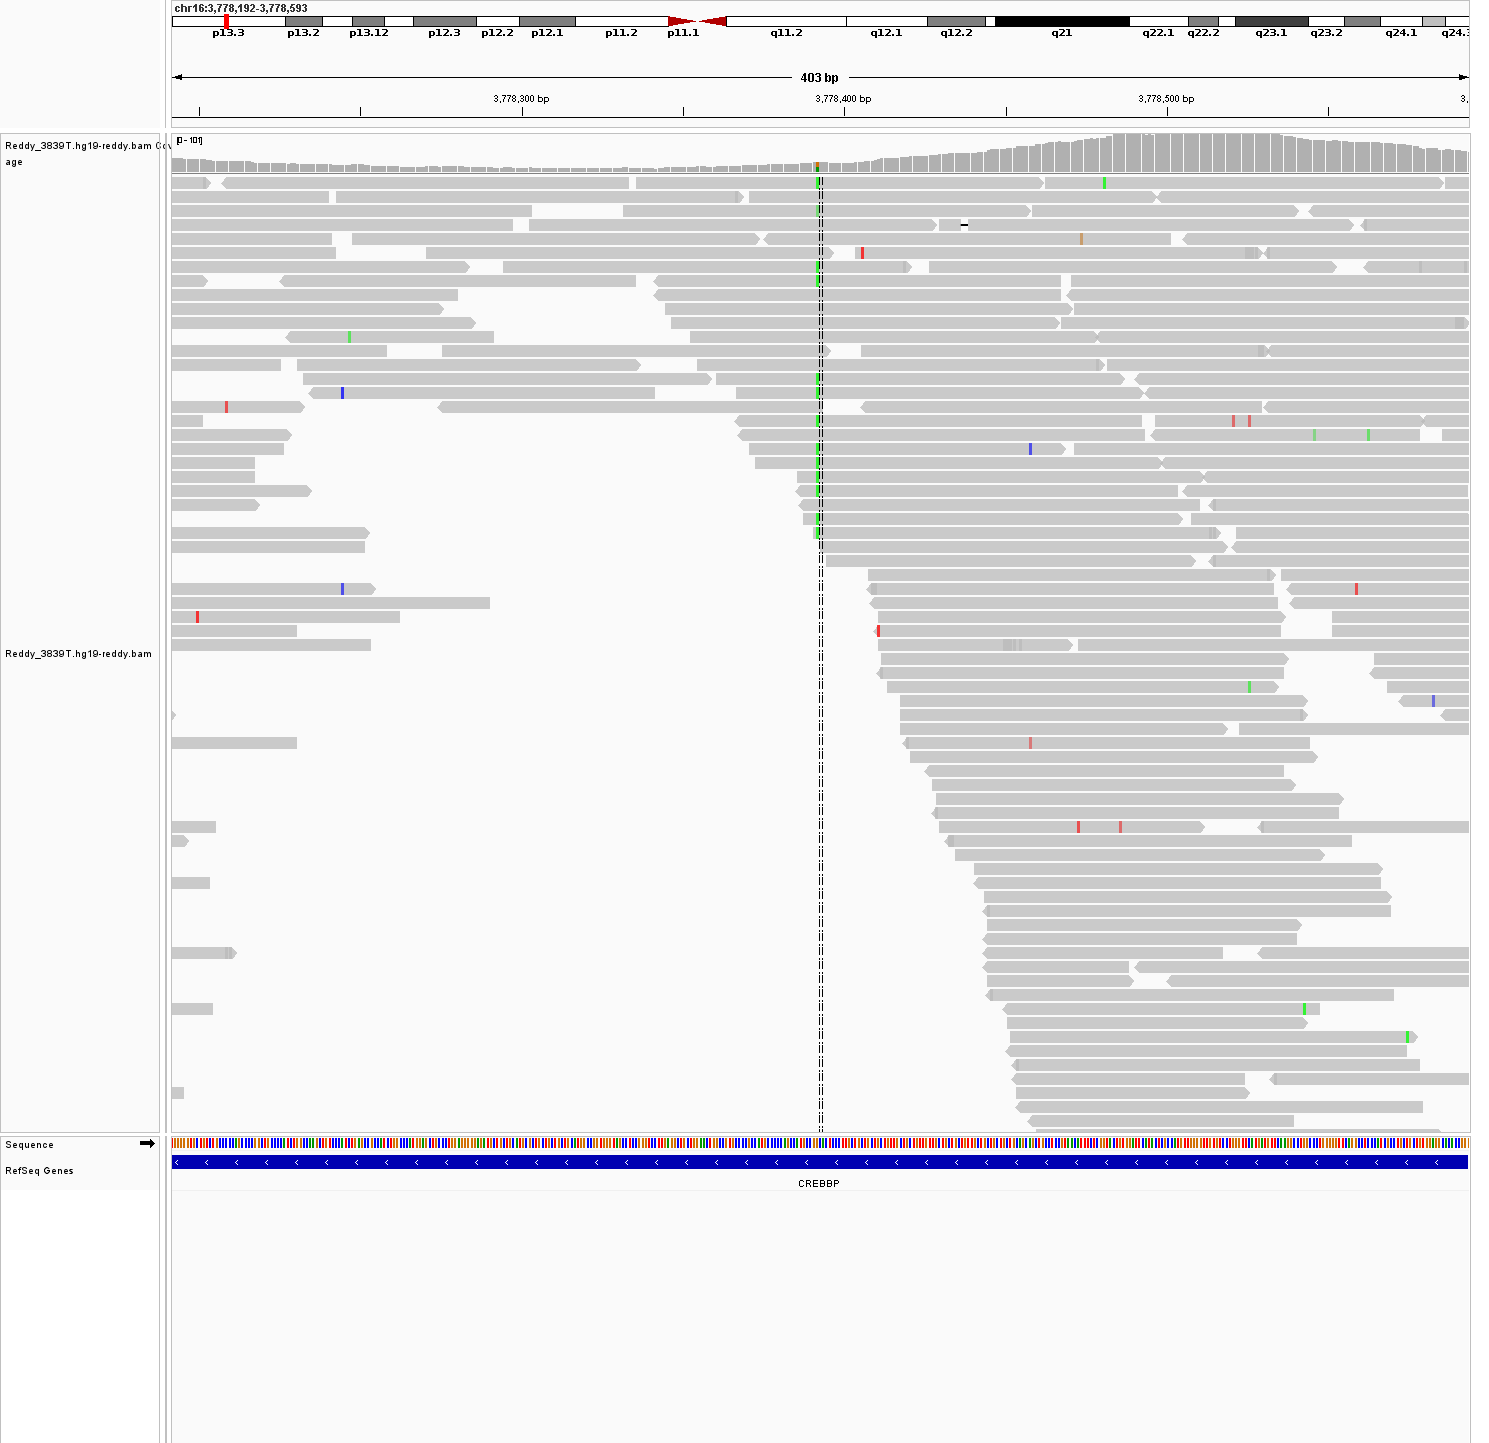 chr16:3,778,192-3,778,593
p13.3 p13.2 p13.12 p12.3 p12.2 p12.1 p11.2 p11.1 q11.2 q12.1 q12.2 q21 q22.1 q22.2 q23.1 q23.2 q24.1 q24.3
403 bp
3,778,300 bp 3,778,400 bp 3,778,500 bp 3,
[0 - 101]
Reddy_3839T.hg19-reddy.bam Cov
age
Reddy_3839T.hg19-reddy.bam
Sequence
RefSeq Genes
CREBBP